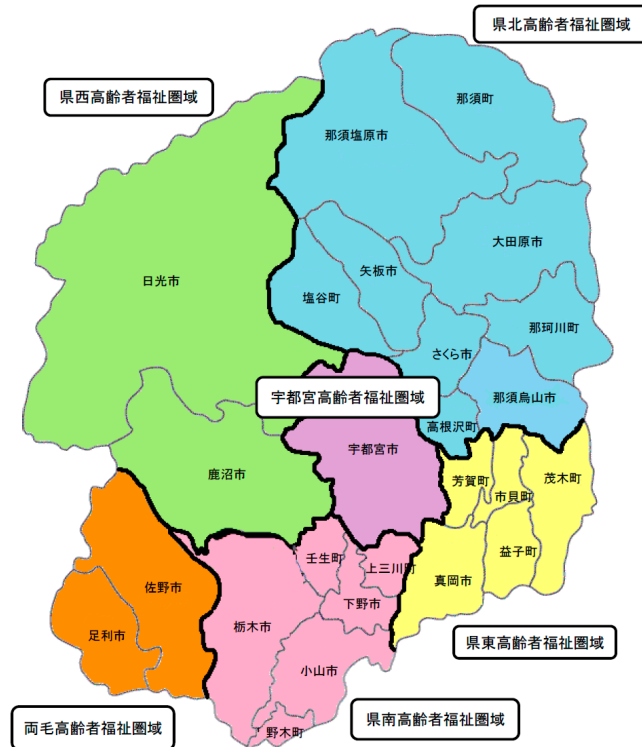 県北高齢者福祉圏域
県西高齢者福祉圏域
那須町
那須塩原市
大田原市
日光市
矢板市
塩谷町
那珂川町
さくら市
那須烏山市
宇都宮高齢者福祉圏域
高根沢町
宇都宮市
鹿沼市
芳賀町
茂木町
市貝町
壬生町
上三川町
益子町
真岡市
佐野市
下野市
栃木市
足利市
県東高齢者福祉圏域
小山市
両毛高齢者福祉圏域
県南高齢者福祉圏域
野木町